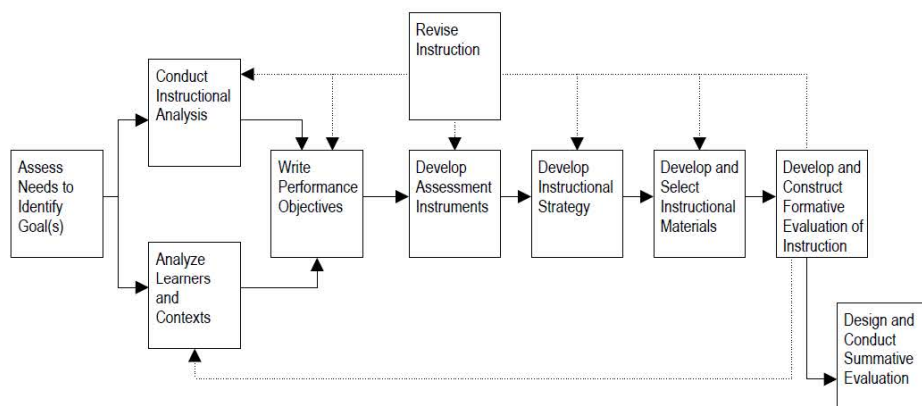 Revise
Instruction
Conduct
Instructional
Analysis
Assess
Needs to
Identify
Goal(s)
Write
Performance
Objectives
Develop
Assessment
Instruments
Develop
Instructional
Strategy
Develop and
Select
Instructional
Materials
Develop and
Construct
Formative
Evaluation of
Instruction
Analyze
Learners
and
Contexts
Design and
Conduct
Summative
Evaluation